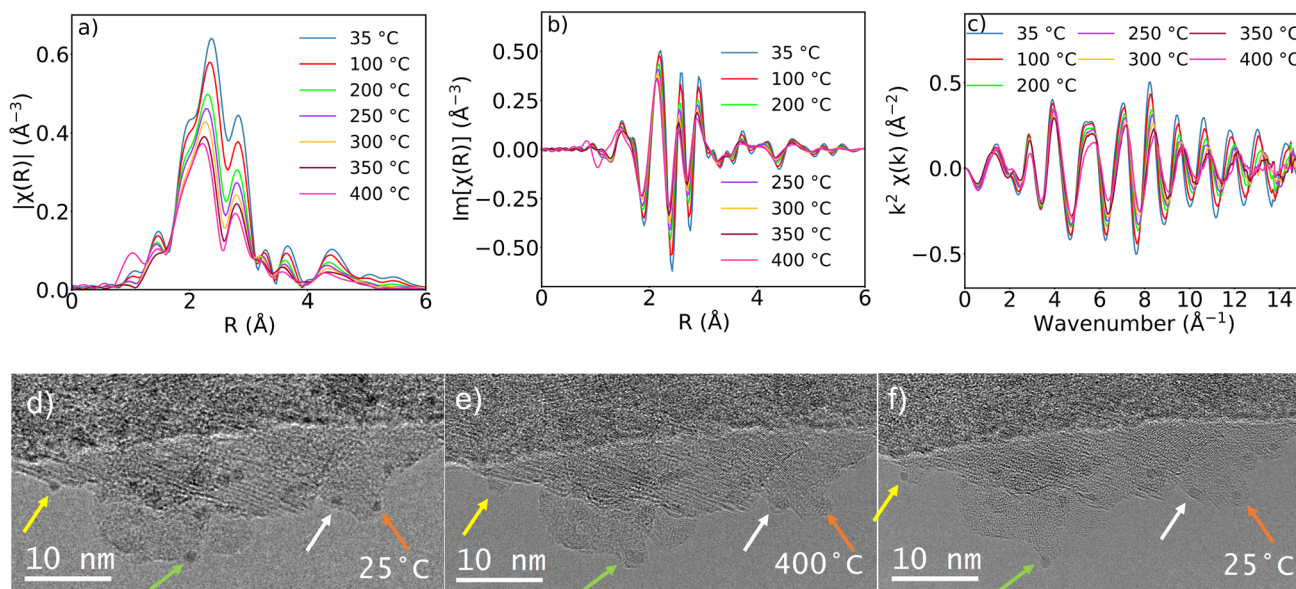 a)
|χ(R)| (Å⁻³)
0.6
0.4
0.2
0.0
35 °C
100 °C
200 °C
250 °C
300 °C
350 °C
400 °C
0 2 4 6
R (Å)
b)
Im[χ(R)] (Å⁻³)
0.50
0.25
0.00
−0.25
−0.50
35 °C
100 °C
200 °C
250 °C
300 °C
350 °C
400 °C
0 2 4 6
R (Å)
c)
k² χ(k) (Å⁻²)
35 °C 250 °C 350 °C
100 °C 300 °C 400 °C
200 °C
0.5
0.0
−0.5
0 2 4 6 8 10 12 14
Wavenumber (Å⁻¹)
d)
10 nm
25°C
e)
10 nm
400°C
f)
10 nm
25°C